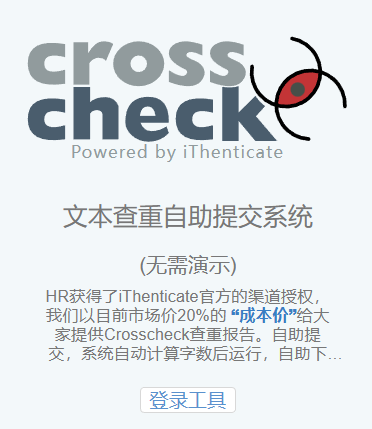 cross
check
Powered by iThenticate
文本查重自助提交系统
(无需演示)
HR获得了iThenticate官方的渠道授权，
我们以目前市场价20%的“成本价”给大
家提供Crosscheck查重报告。自助提
交，系统自动计算字数后运行，自助下...
登录工具